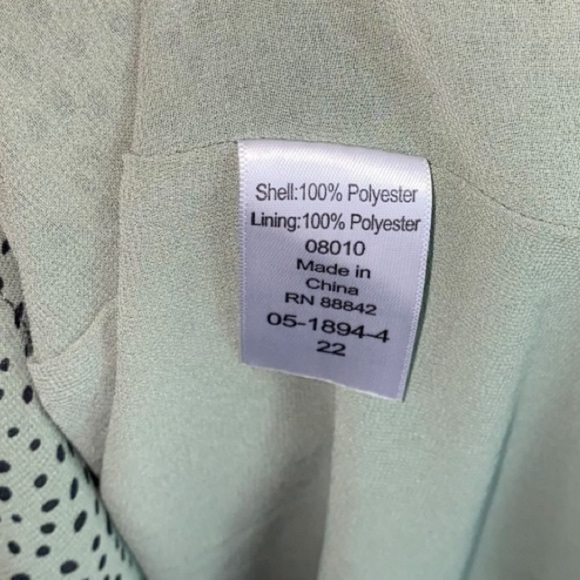 Shell:100% Polyester
Lining:100% Polyester
08010
Made in
China
RN 88842
05-1894-4
22